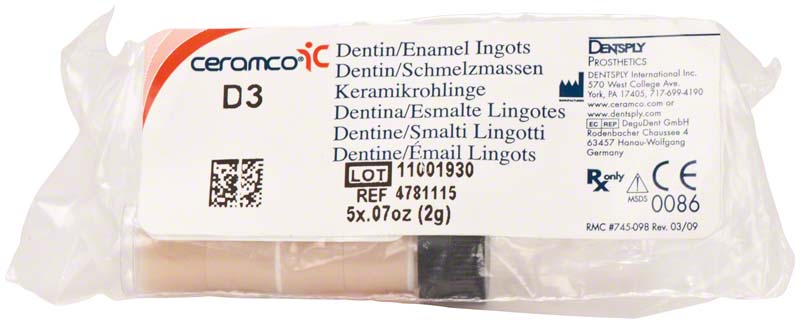 ceramco® iC
D3
Dentin/Enamel Ingots
Dentin/Schmelzmassen
Keramikrohlinge
Dentina/Esmalte Lingotes
Dentine/Smalti Lingotti
Dentine/Émail Lingots
LOT 11001930
REF 4781115
5x.07oz (2g)
DENTSPLY
PROSTHETICS
DENTSPLY International Inc.
570 West College Ave.
York, PA 17405, 717-699-4190
www.ceramco.com or
www.dentsply.com
EC REP DeguDent GmbH
Rodenbacher Chaussee 4
63457 Hanau-Wolfgang
Germany
Rx only
MSDS
CE 0086
RMC #745-098 Rev. 03/09